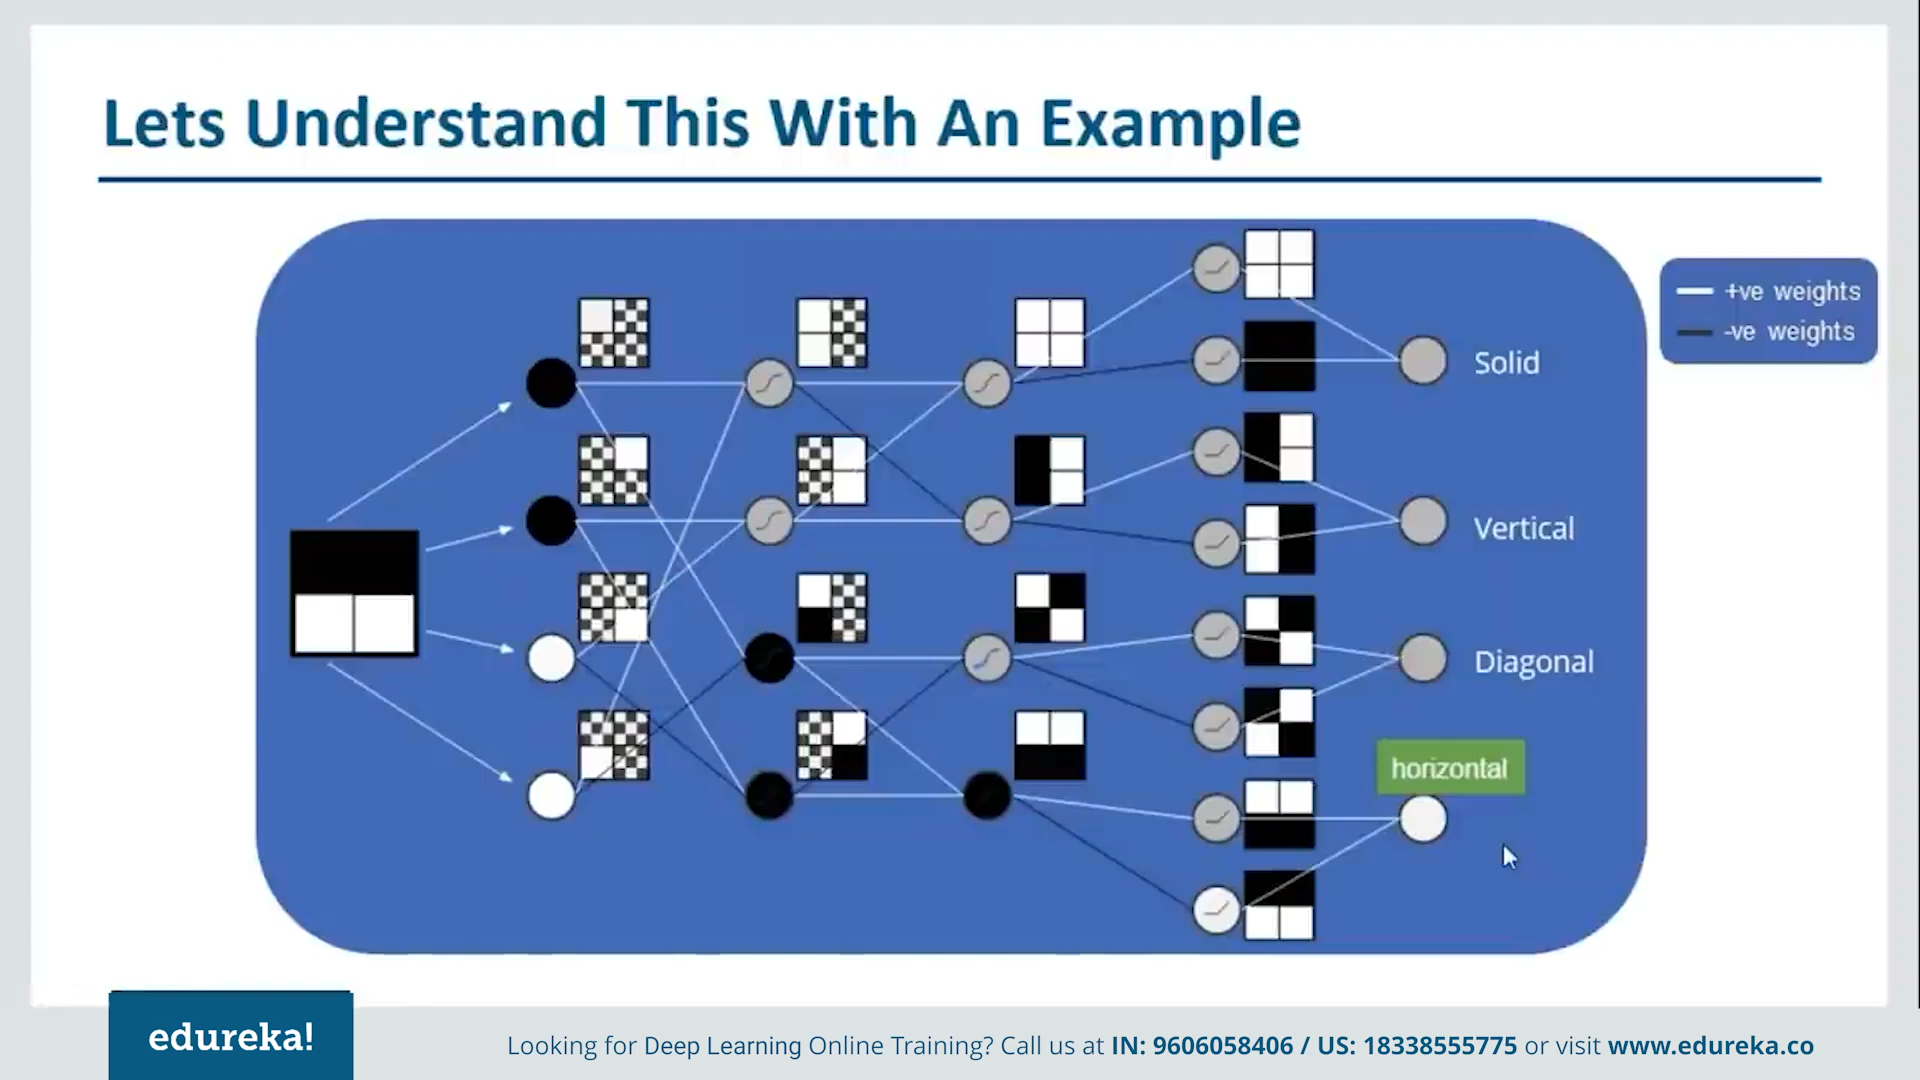 Lets Understand This With An Example
+ve weights
-ve weights
Solid
Vertical
Diagonal
horizontal
edureka!
Looking for Deep Learning Online Training? Call us at IN: 9606058406 / US: 18338555775 or visit www.edureka.co